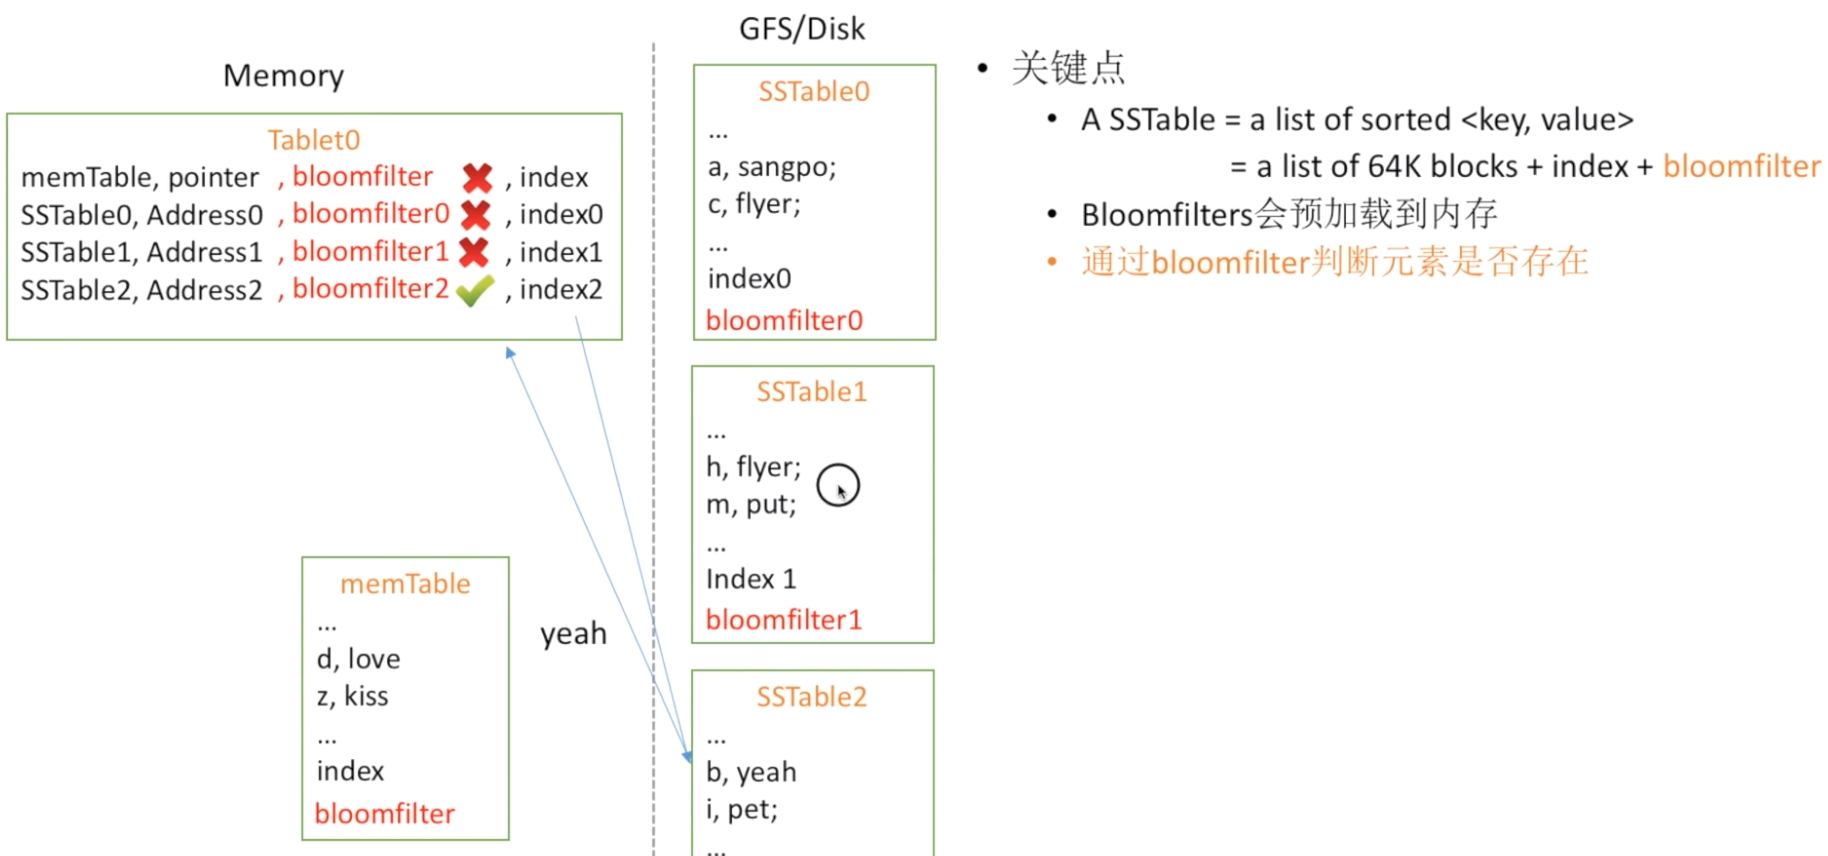 Memory
Tablet0
memTable, pointer , bloomfilter , index
SSTable0, Address0 , bloomfilter0 , index0
SSTable1, Address1 , bloomfilter1 , index1
SSTable2, Address2 , bloomfilter2 , index2
memTable
...
d, love
z, kiss
...
index
bloomfilter
yeah
GFS/Disk
SSTable0
...
a, sangpo;
c, flyer;
...
index0
bloomfilter0
SSTable1
...
h, flyer;
m, put;
...
Index 1
bloomfilter1
SSTable2
...
b, yeah
i, pet;
...
• 关键点
• A SSTable = a list of sorted <key, value>
= a list of 64K blocks + index + bloomfilter
• Bloomfilters会预加载到内存
• 通过bloomfilter判断元素是否存在